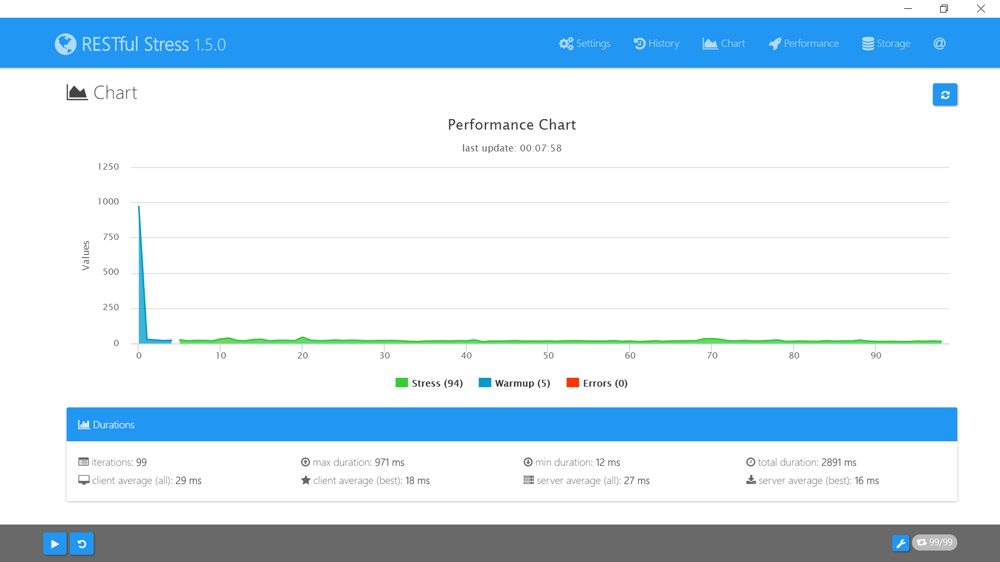 RESTful Stress 1.5.0
Settings
History
Chart
Performance
Storage
@
Chart
Performance Chart
last update: 00:07:58
1250
1000
750
500
250
0
Values
0 10 20 30 40 50 60 70 80 90
Stress (94) Warmup (5) Errors (0)
Durations
iterations: 99 max duration: 971 ms min duration: 12 ms total duration: 2891 ms
client average (all): 29 ms client average (best): 18 ms server average (all): 27 ms server average (best): 16 ms
99/99